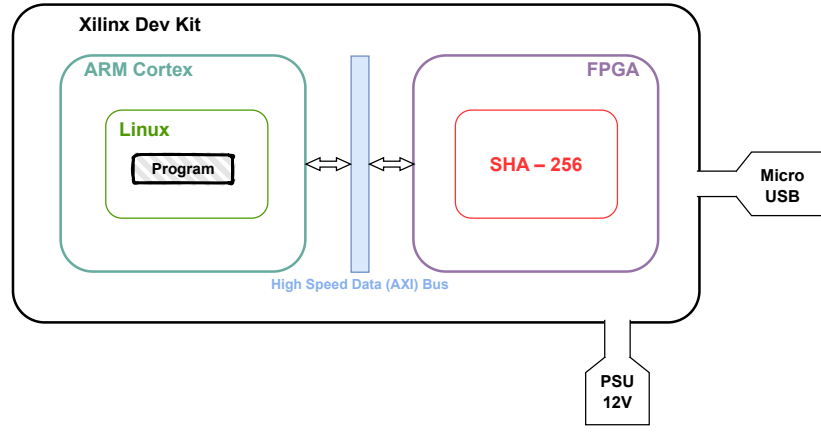 Xilinx Dev Kit
ARM Cortex
FPGA
Linux
Program
SHA – 256
Micro
USB
High Speed Data (AXI) Bus
PSU
12V